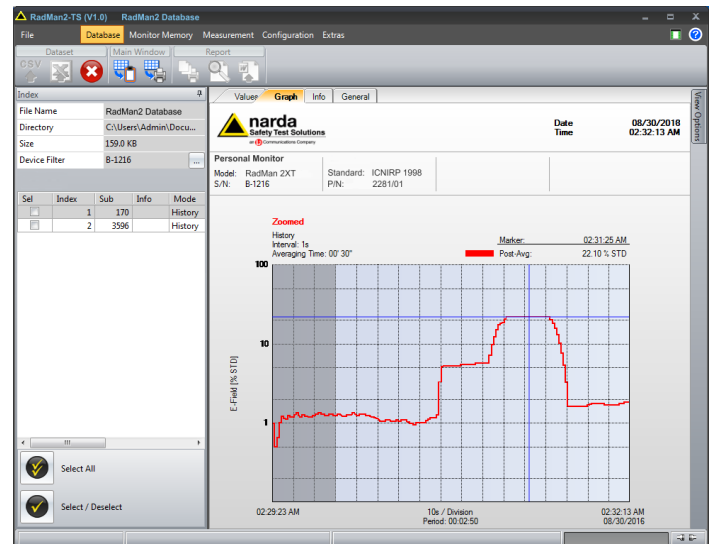 RadMan2-TS (V1.0) RadMan2 Database
File Database Monitor Memory Measurement Configuration Extras
Dataset Main Window Report
CSV
Index
File Name RadMan2 Database
Directory C:\Users\Admin\Docu...
Size 159.0 KB
Device Filter B-1216 ...
Sel Index Sub Info Mode
1 170 History
2 3596 History
Select All
Select / Deselect
Values Graph Info General
View Options
narda
Safety Test Solutions
an Communications Company
Date 08/30/2018
Time 02:32:13 AM
Personal Monitor
Model: RadMan 2XT Standard: ICNIRP 1998
S/N: B-1216 P/N: 2281/01
Zoomed
History
Interval: 1s
Averaging Time: 00' 30"
Marker: 02:31:25 AM
Post-Avg: 22.10 % STD
100
10
1
E-Field [% STD]
02:29:23 AM 10s / Division 02:32:13 AM
Period: 00:02:50 08/30/2016